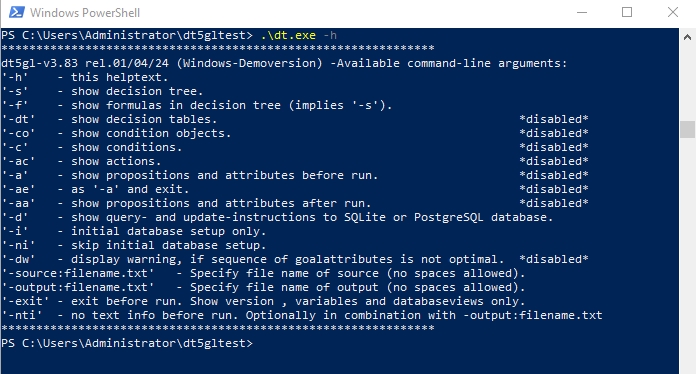 Windows PowerShell
PS C:\Users\Administrator\dt5gltest> .\dt.exe -h
******************************************************************
dt5gl-v3.83 rel.01/04/24 (Windows-Demoversion) -Available command-line arguments:
'-h'    - this helptext.
'-s'    - show decision tree.
'-f'    - show formulas in decision tree (implies '-s').
'-dt'   - show decision tables.                                  *disabled*
'-co'   - show condition objects.                                *disabled*
'-c'    - show conditions.                                       *disabled*
'-ac'   - show actions.                                          *disabled*
'-a'    - show propositions and attributes before run.           *disabled*
'-ae'   - as '-a' and exit.                                      *disabled*
'-aa'   - show propositions and attributes after run.            *disabled*
'-d'    - show query- and update-instructions to SQLite or PostgreSQL database.
'-i'    - initial database setup only.
'-ni'   - skip initial database setup.
'-dw'   - display warning, if sequence of goalattributes is not optimal.  *disabled*
'-source:filename.txt'   - Specify file name of source (no spaces allowed).
'-output:filename.txt'   - Specify file name of output (no spaces allowed).
'-exit' - exit before run. Show version , variables and databaseviews only.
'-nti'  - no text info before run. Optionally in combination with -output:filename.txt
******************************************************************
PS C:\Users\Administrator\dt5gltest>